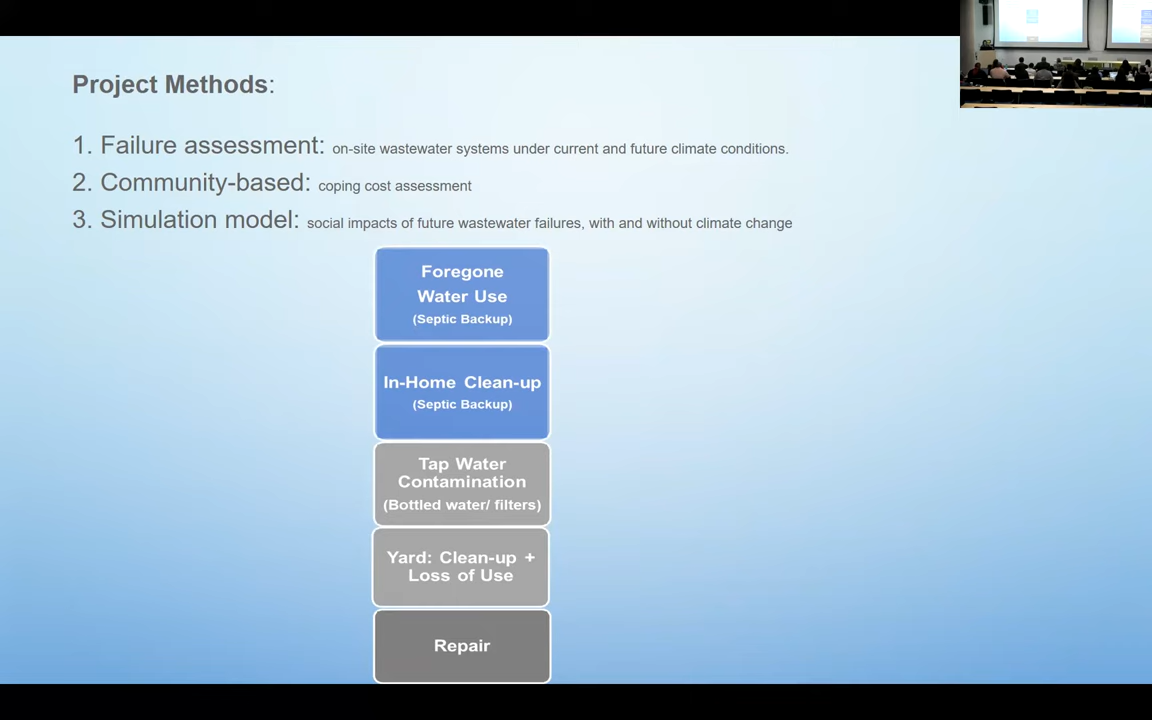 Project Methods:
1. Failure assessment: on-site wastewater systems under current and future climate conditions.
2. Community-based: coping cost assessment
3. Simulation model: social impacts of future wastewater failures, with and without climate change
Foregone
Water Use
(Septic Backup)
In-Home Clean-up
(Septic Backup)
Tap Water
Contamination
(Bottled water/ filters)
Yard: Clean-up +
Loss of Use
Repair